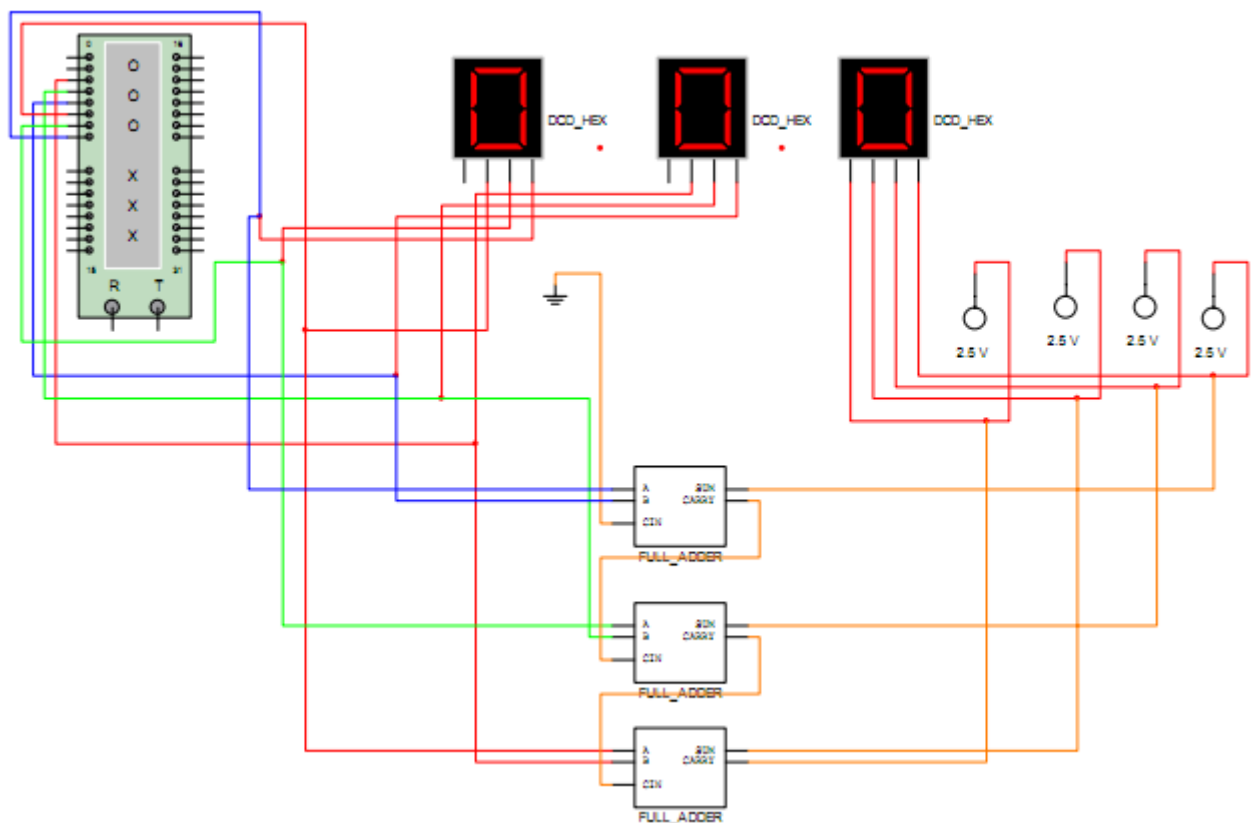 0 16
O
O
O
X
X
X
15 31
R T
DCD_HEX
DCD_HEX
DCD_HEX
2.5 V
2.5 V
2.5 V
2.5 V
A SUM
B CARRY
CIN
FULL_ADDER
A SUM
B CARRY
CIN
FULL_ADDER
A SUM
B CARRY
CIN
FULL_ADDER